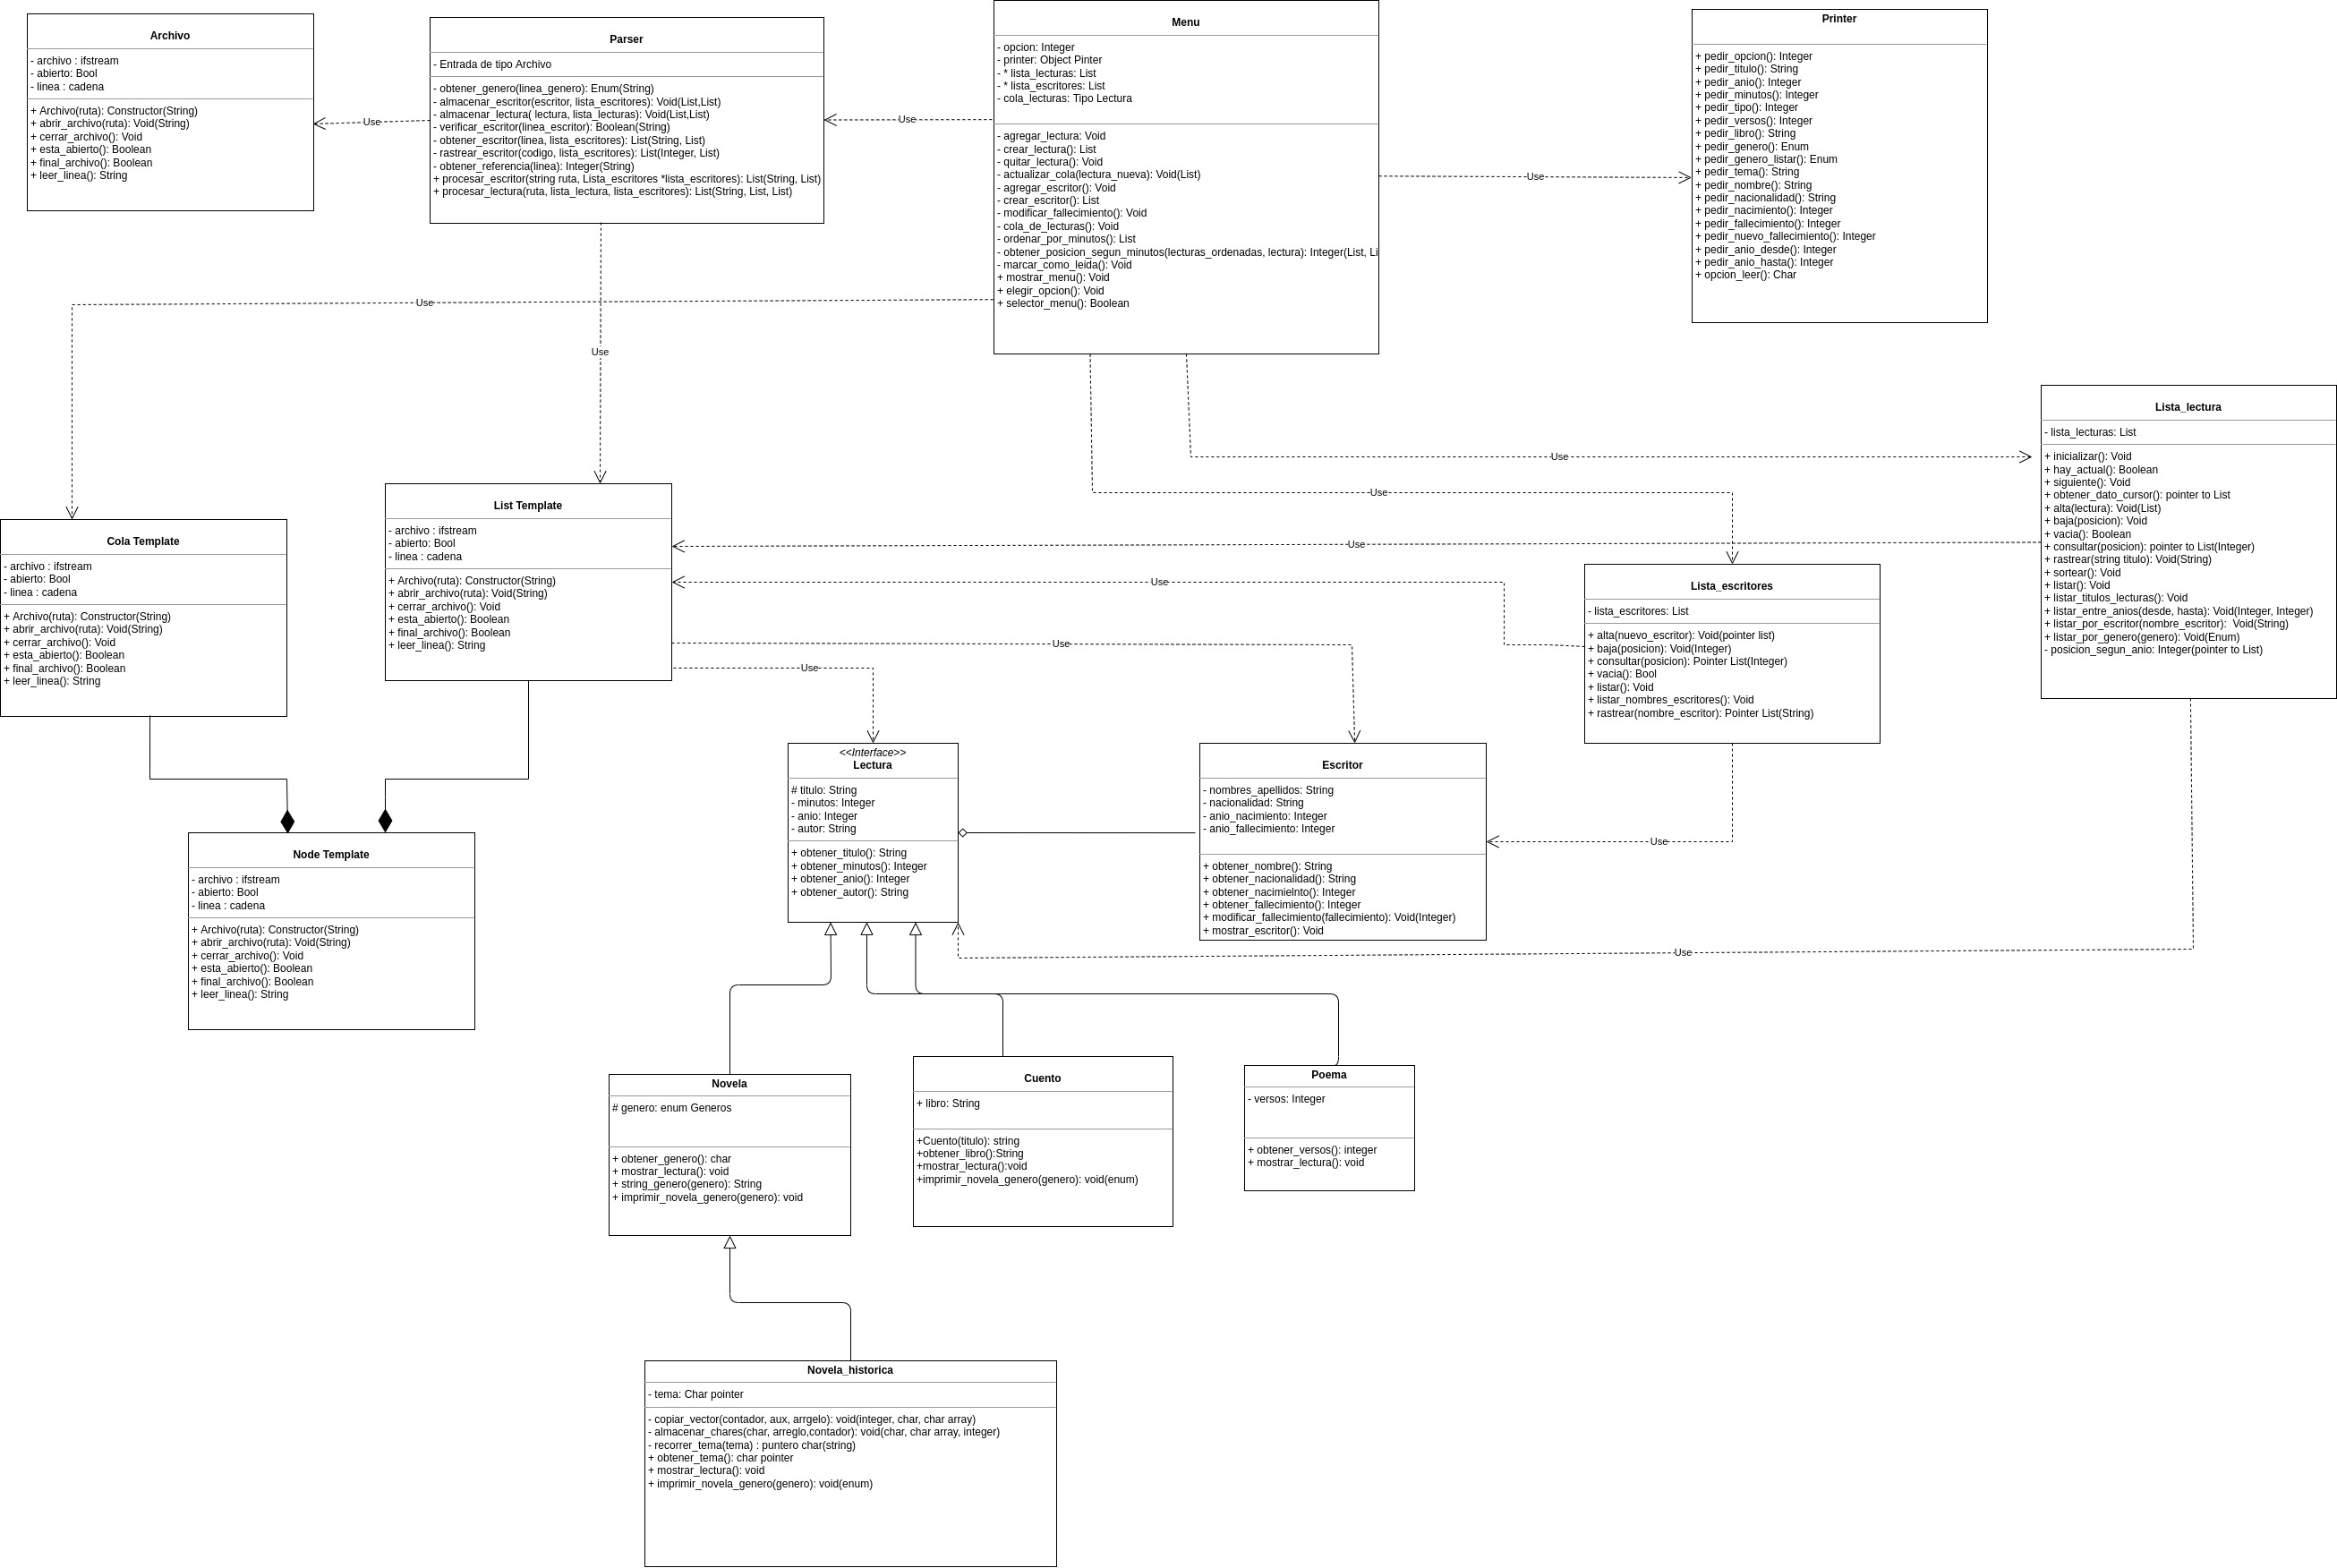 Archivo
- archivo : ifstream
- abierto: Bool
- linea : cadena
+ Archivo(ruta): Constructor(String)
+ abrir_archivo(ruta): Void(String)
+ cerrar_archivo(): Void
+ esta_abierto(): Boolean
+ final_archivo(): Boolean
+ leer_linea(): String
Use
Parser
- Entrada de tipo Archivo
- obtener_genero(linea_genero): Enum(String)
- almacenar_escritor(escritor, lista_escritores): Void(List,List)
- almacenar_lectura( lectura, lista_lecturas): Void(List,List)
- verificar_escritor(linea_escritor): Boolean(String)
- obtener_escritor(linea, lista_escritores): List(String, List)
- rastrear_escritor(codigo, lista_escritores): List(Integer, List)
- obtener_referencia(linea): Integer(String)
+ procesar_escritor(string ruta, Lista_escritores *lista_escritores): List(String, List)
+ procesar_lectura(ruta, lista_lectura, lista_escritores): List(String, List, List)
Use
Menu
- opcion: Integer
- printer: Object Pinter
- * lista_lecturas: List
- * lista_escritores: List
- cola_lecturas: Tipo Lectura
- agregar_lectura: Void
- crear_lectura(): List
- quitar_lectura(): Void
- actualizar_cola(lectura_nueva): Void(List)
- agregar_escritor(): Void
- crear_escritor(): List
- modificar_fallecimiento(): Void
- cola_de_lecturas(): Void
- ordenar_por_minutos(): List
- obtener_posicion_segun_minutos(lecturas_ordenadas, lectura): Integer(List, Li
- marcar_como_leida(): Void
+ mostrar_menu(): Void
+ elegir_opcion(): Void
+ selector_menu(): Boolean
Use
Printer
+ pedir_opcion(): Integer
+ pedir_titulo(): String
+ pedir_anio(): Integer
+ pedir_minutos(): Integer
+ pedir_tipo(): Integer
+ pedir_versos(): Integer
+ pedir_libro(): String
+ pedir_genero(): Enum
+ pedir_genero_listar(): Enum
+ pedir_tema(): String
+ pedir_nombre(): String
+ pedir_nacionalidad(): String
+ pedir_nacimiento(): Integer
+ pedir_fallecimiento(): Integer
+ pedir_nuevo_fallecimiento(): Integer
+ pedir_anio_desde(): Integer
+ pedir_anio_hasta(): Integer
+ opcion_leer(): Char
Use
Use
Use
Use
Lista_lectura
- lista_lecturas: List
+ inicializar(): Void
+ hay_actual(): Boolean
+ siguiente(): Void
+ obtener_dato_cursor(): pointer to List
+ alta(lectura): Void(List)
+ baja(posicion): Void
+ vacia(): Boolean
+ consultar(posicion): pointer to List(Integer)
+ rastrear(string titulo): Void(String)
+ sortear(): Void
+ listar(): Void
+ listar_titulos_lecturas(): Void
+ listar_entre_anios(desde, hasta): Void(Integer, Integer)
+ listar_por_escritor(nombre_escritor):  Void(String)
+ listar_por_genero(genero): Void(Enum)
- posicion_segun_anio: Integer(pointer to List)
Cola Template
- archivo : ifstream
- abierto: Bool
- linea : cadena
+ Archivo(ruta): Constructor(String)
+ abrir_archivo(ruta): Void(String)
+ cerrar_archivo(): Void
+ esta_abierto(): Boolean
+ final_archivo(): Boolean
+ leer_linea(): String
List Template
- archivo : ifstream
- abierto: Bool
- linea : cadena
+ Archivo(ruta): Constructor(String)
+ abrir_archivo(ruta): Void(String)
+ cerrar_archivo(): Void
+ esta_abierto(): Boolean
+ final_archivo(): Boolean
+ leer_linea(): String
Use
Use
Use
Use
Lista_escritores
- lista_escritores: List
+ alta(nuevo_escritor): Void(pointer list)
+ baja(posicion): Void(Integer)
+ consultar(posicion): Pointer List(Integer)
+ vacia(): Bool
+ listar(): Void
+ listar_nombres_escritores(): Void
+ rastrear(nombre_escritor): Pointer List(String)
<<Interface>>
Lectura
# titulo: String
- minutos: Integer
- anio: Integer
- autor: String
+ obtener_titulo(): String
+ obtener_minutos(): Integer
+ obtener_anio(): Integer
+ obtener_autor(): String
Escritor
- nombres_apellidos: String
- nacionalidad: String
- anio_nacimiento: Integer
- anio_fallecimiento: Integer
+ obtener_nombre(): String
+ obtener_nacionalidad(): String
+ obtener_nacimielnto(): Integer
+ obtener_fallecimiento(): Integer
+ modificar_fallecimiento(fallecimiento): Void(Integer)
+ mostrar_escritor(): Void
Use
Use
Node Template
- archivo : ifstream
- abierto: Bool
- linea : cadena
+ Archivo(ruta): Constructor(String)
+ abrir_archivo(ruta): Void(String)
+ cerrar_archivo(): Void
+ esta_abierto(): Boolean
+ final_archivo(): Boolean
+ leer_linea(): String
Novela
# genero: enum Generos
+ obtener_genero(): char
+ mostrar_lectura(): void
+ string_genero(genero): String
+ imprimir_novela_genero(genero): void
Cuento
+ libro: String
+Cuento(titulo): string
+obtener_libro():String
+mostrar_lectura():void
+imprimir_novela_genero(genero): void(enum)
Poema
- versos: Integer
+ obtener_versos(): integer
+ mostrar_lectura(): void
Novela_historica
- tema: Char pointer
- copiar_vector(contador, aux, arrgelo): void(integer, char, char array)
- almacenar_chares(char, arreglo,contador): void(char, char array, integer)
- recorrer_tema(tema) : puntero char(string)
+ obtener_tema(): char pointer
+ mostrar_lectura(): void
+ imprimir_novela_genero(genero): void(enum)